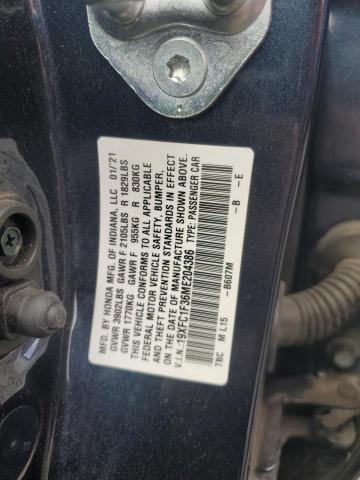 MFD. BY HONDA MFG. OF INDIANA, LLC 01/'21
GVWR 3902LBS GAWR F 2105LBS R 1829LBS
GVWR 1770KG GAWR F 955KG R 830KG
THIS VEHICLE CONFORMS TO ALL APPLICABLE
FEDERAL MOTOR VEHICLE SAFETY, BUMPER,
AND THEFT PREVENTION STANDARDS IN EFFECT
ON THE DATE OF MANUFACTURE SHOWN ABOVE.
V.I.N.:19XFC1F36ME204386 TYPE: PASSENGER CAR
-B607M -B -E
TBC M L15